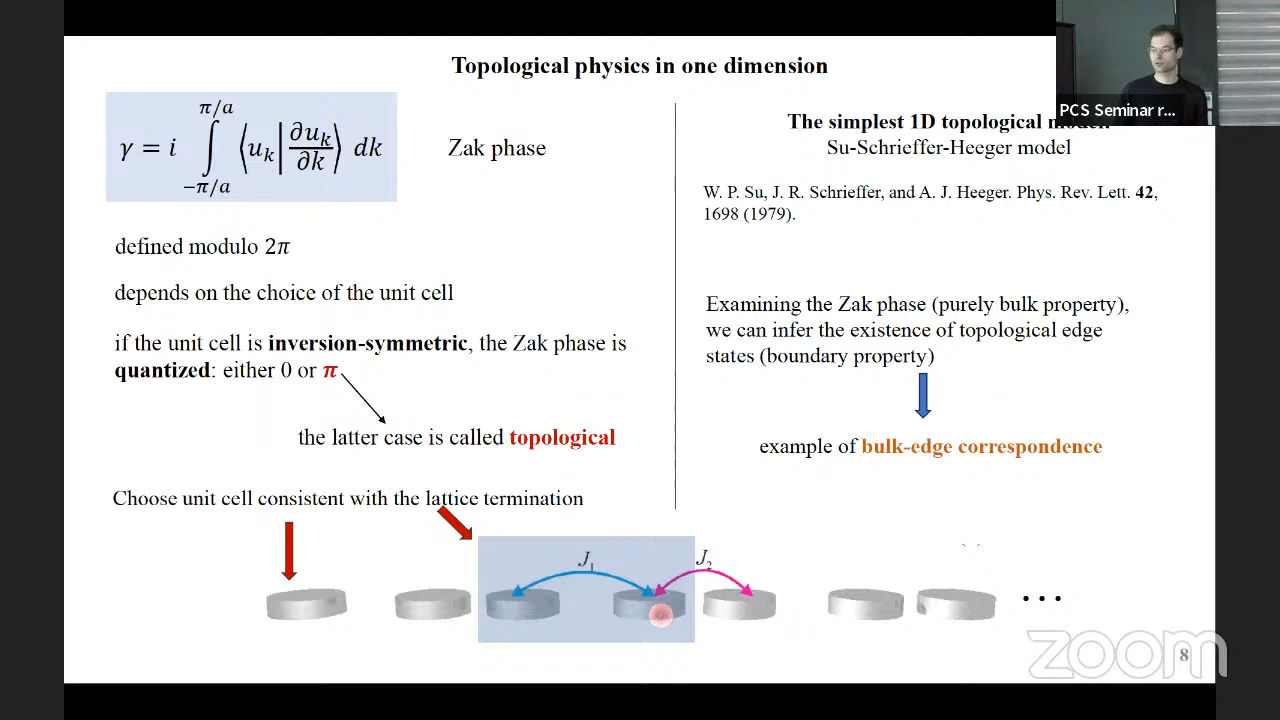 Topological physics in one dimension
PCS Seminar r...
γ = i ∫_{−π/a}^{π/a} ⟨u_k | ∂u_k/∂k⟩ dk
Zak phase
defined modulo 2π
depends on the choice of the unit cell
if the unit cell is inversion-symmetric, the Zak phase is
quantized: either 0 or π
the latter case is called topological
Choose unit cell consistent with the lattice termination
The simplest 1D topological
Su-Schrieffer-Heeger model
W. P. Su, J. R. Schrieffer, and A. J. Heeger. Phys. Rev. Lett. 42,
1698 (1979).
Examining the Zak phase (purely bulk property),
we can infer the existence of topological edge
states (boundary property)
example of bulk-edge correspondence
J₁
J₂
...
zoom
8